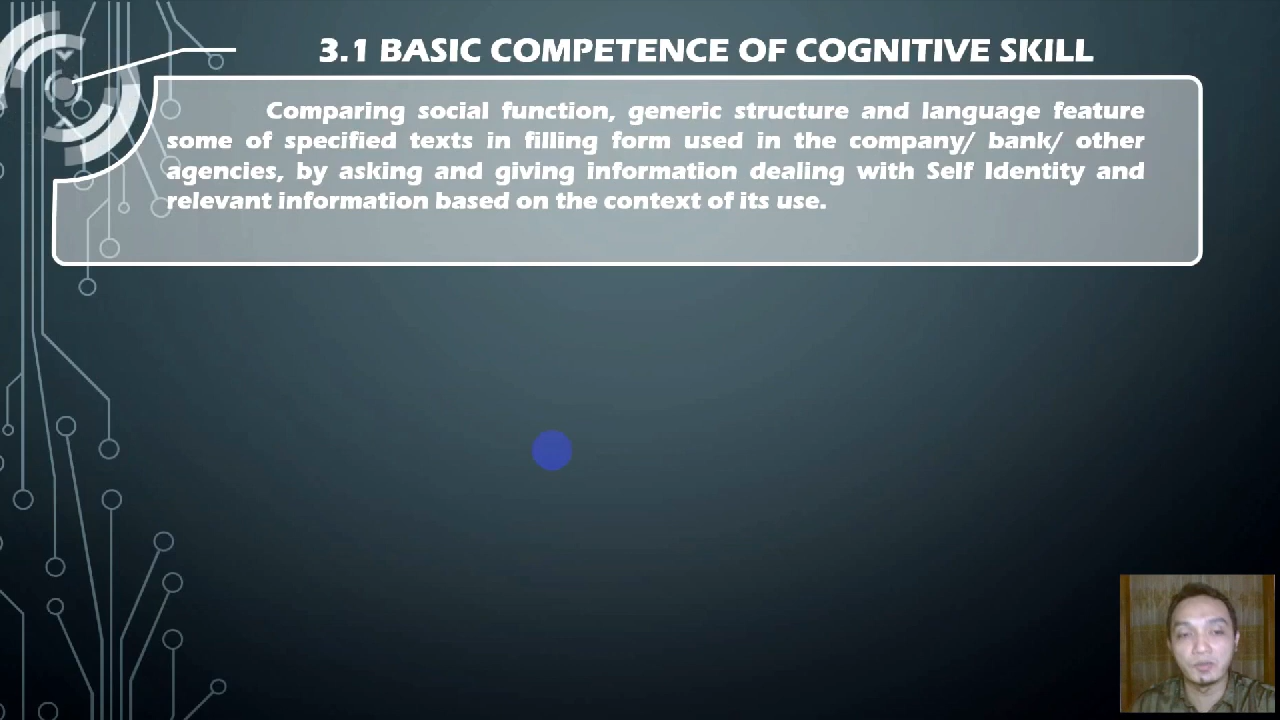 3.1 BASIC COMPETENCE OF COGNITIVE SKILL
Comparing social function, generic structure and language feature
some of specified texts in filling form used in the company/ bank/ other
agencies, by asking and giving information dealing with Self Identity and
relevant information based on the context of its use.